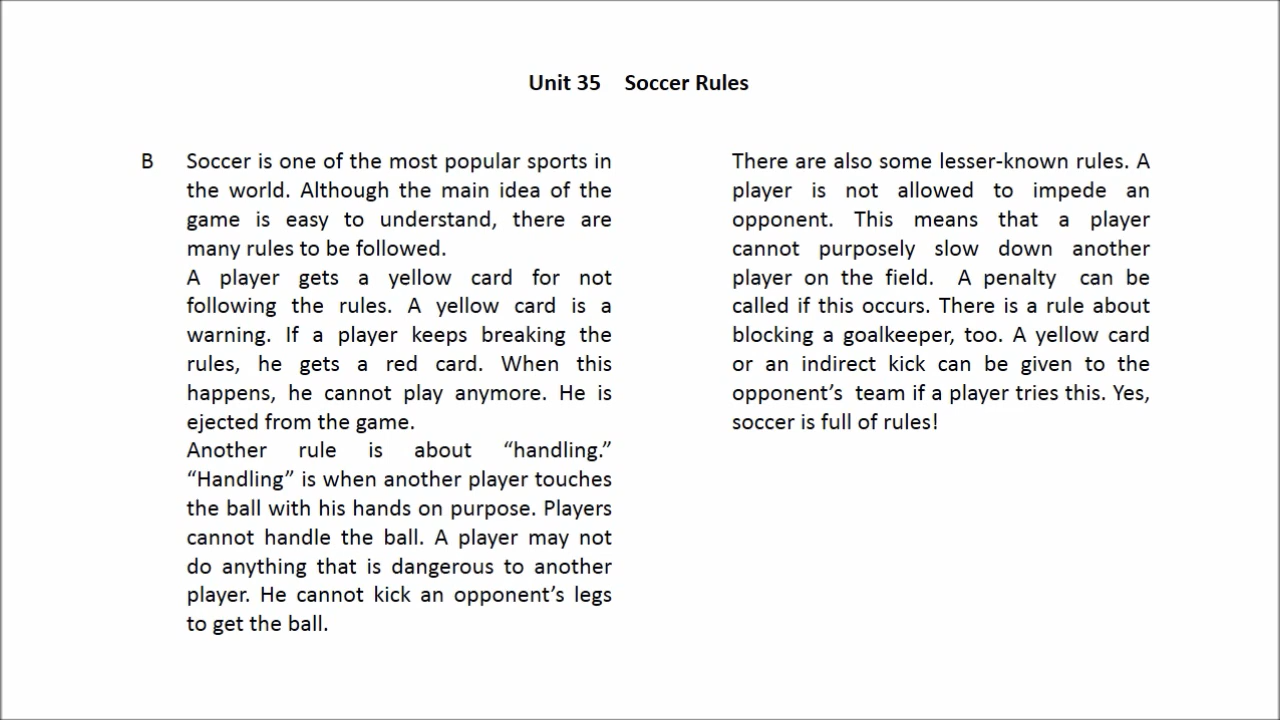 Unit 35 Soccer Rules
B Soccer is one of the most popular sports in
the world. Although the main idea of the
game is easy to understand, there are
many rules to be followed.
A player gets a yellow card for not
following the rules. A yellow card is a
warning. If a player keeps breaking the
rules, he gets a red card. When this
happens, he cannot play anymore. He is
ejected from the game.
Another rule is about “handling.”
“Handling” is when another player touches
the ball with his hands on purpose. Players
cannot handle the ball. A player may not
do anything that is dangerous to another
player. He cannot kick an opponent’s legs
to get the ball.
There are also some lesser-known rules. A
player is not allowed to impede an
opponent. This means that a player
cannot purposely slow down another
player on the field. A penalty can be
called if this occurs. There is a rule about
blocking a goalkeeper, too. A yellow card
or an indirect kick can be given to the
opponent’s team if a player tries this. Yes,
soccer is full of rules!